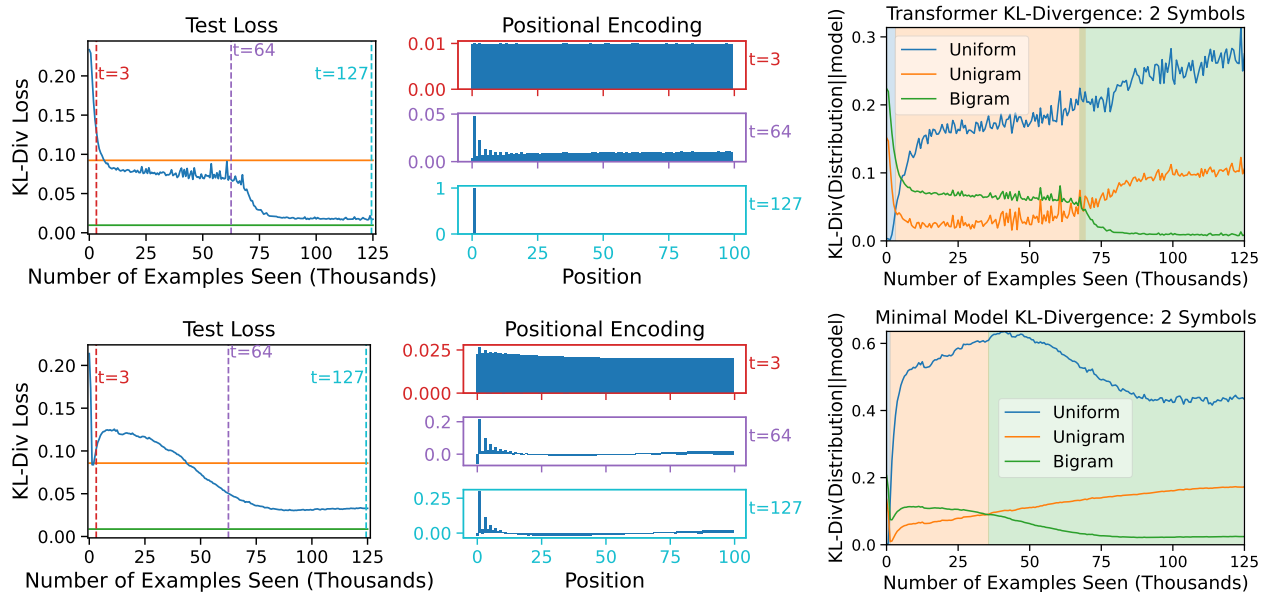 Test Loss
KL-Div Loss
0.20
0.15
0.10
0.05
0.00
t=3
t=64
t=127
0 25 50 75 100 125
Number of Examples Seen (Thousands)
Positional Encoding
0.01
0.00
t=3
0.05
0.00
t=64
1
0
t=127
0 25 50 75 100
Position
Transformer KL-Divergence: 2 Symbols
KL-Div(Distribution||model)
0.3
0.2
0.1
0.0
Uniform
Unigram
Bigram
0 25 50 75 100 125
Number of Examples Seen (Thousands)
Test Loss
KL-Div Loss
0.20
0.15
0.10
0.05
0.00
t=3
t=64
t=127
0 25 50 75 100 125
Number of Examples Seen (Thousands)
Positional Encoding
0.025
0.000
t=3
0.2
0.0
t=64
0.25
0.00
t=127
0 25 50 75 100
Position
Minimal Model KL-Divergence: 2 Symbols
KL-Div(Distribution||model)
0.6
0.4
0.2
0.0
Uniform
Unigram
Bigram
0 25 50 75 100 125
Number of Examples Seen (Thousands)